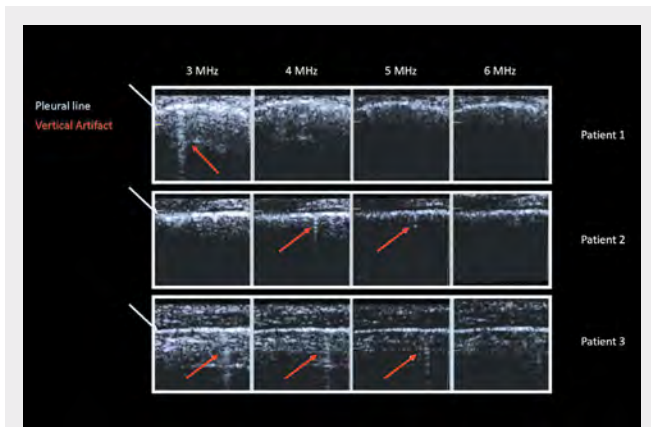 3 MHz 4 MHz 5 MHz 6 MHz
Pleural line
Vertical Artifact
Patient 1
Patient 2
Patient 3